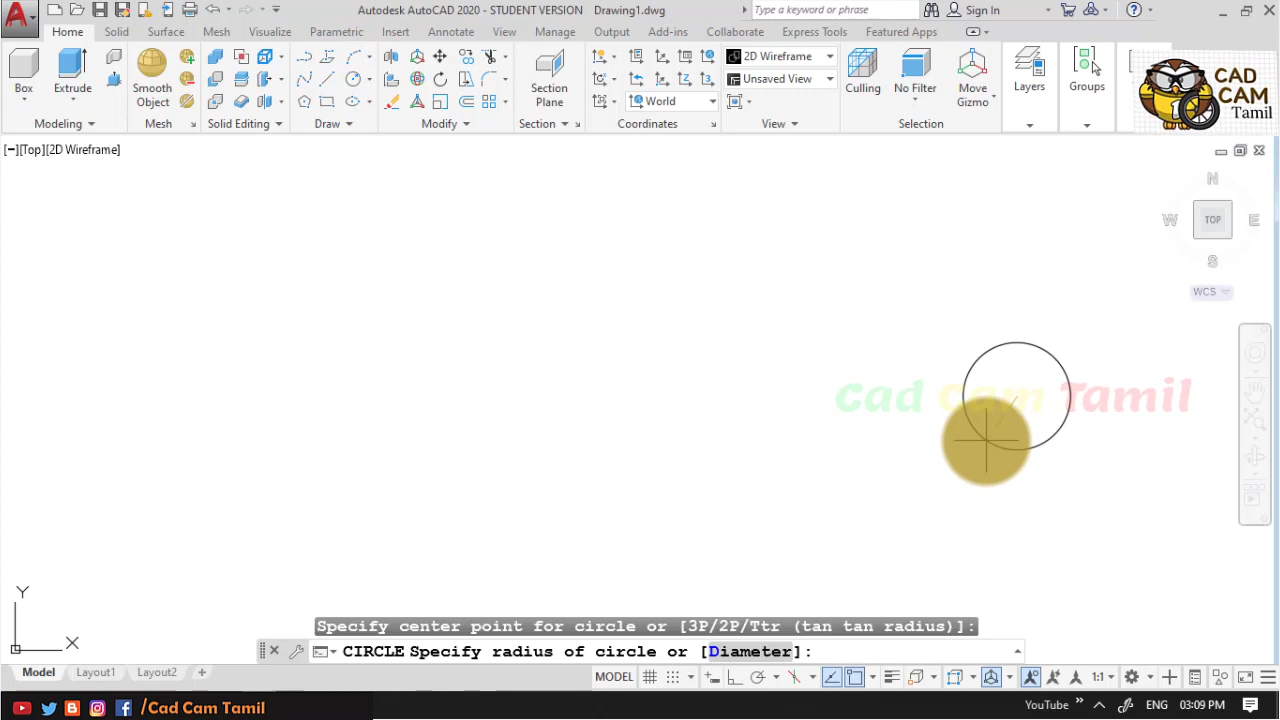 Autodesk AutoCAD 2020 - STUDENT VERSION Drawing1.dwg
Type a keyword or phrase
Sign In
Home Solid Surface Mesh Visualize Parametric Insert Annotate View Manage Output Add-ins Collaborate Express Tools Featured Apps
2D Wireframe
Unsaved View
World
Box
Extrude
Smooth
Object
Section
Plane
Culling
No Filter
Move
Gizmo
Layers
Groups
CAD
CAM
Tamil
Modeling Mesh Solid Editing Draw Modify Section Coordinates View Selection
[−][Top][2D Wireframe]
N
W TOP E
S
WCS
Cad Cam Tamil
Y
X
Specify center point for circle or [3P/2P/Ttr (tan tan radius)]:
CIRCLE Specify radius of circle or [Diameter]:
Model Layout1 Layout2 +
MODEL
1:1
/Cad Cam Tamil
YouTube
ENG
03:09 PM